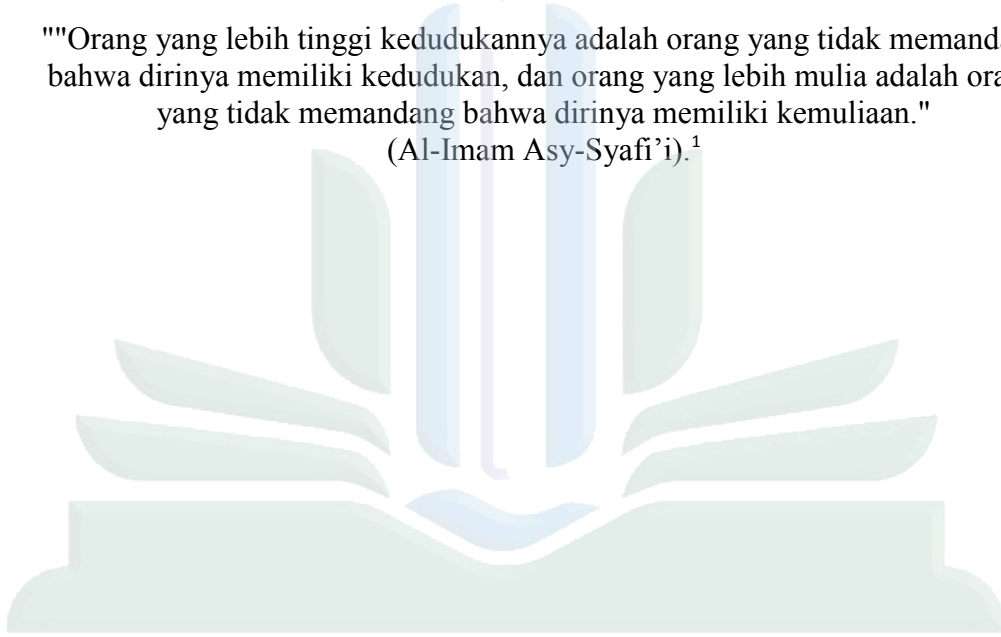 ""Orang yang lebih tinggi kedudukannya adalah orang yang tidak
bahwa dirinya memiliki kedudukan, dan orang yang lebih mulia adalah
yang tidak memandang bahwa dirinya memiliki kemuliaan."
(Al-Imam Asy-Syafi’i).¹